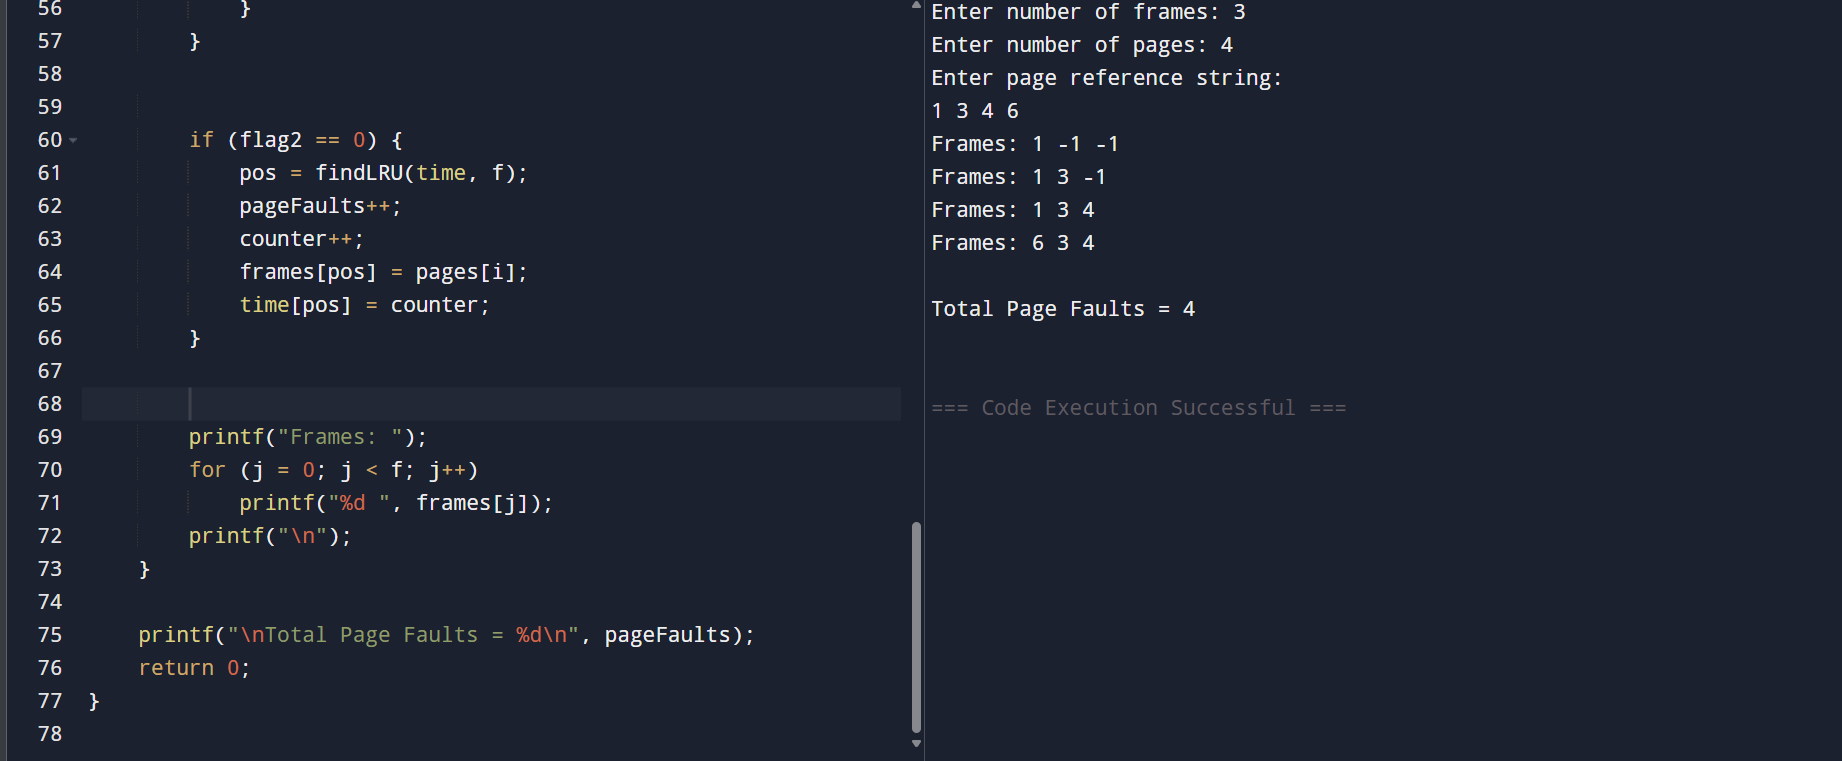 56                }
57            }
58
59
60        if (flag2 == 0) {
61            pos = findLRU(time, f);
62            pageFaults++;
63            counter++;
64            frames[pos] = pages[i];
65            time[pos] = counter;
66        }
67
68
69        printf("Frames: ");
70        for (j = 0; j < f; j++)
71            printf("%d ", frames[j]);
72        printf("\n");
73    }
74
75    printf("\nTotal Page Faults = %d\n", pageFaults);
76    return 0;
77 }
78
Enter number of frames: 3
Enter number of pages: 4
Enter page reference string:
1 3 4 6
Frames: 1 -1 -1
Frames: 1 3 -1
Frames: 1 3 4
Frames: 6 3 4
Total Page Faults = 4
=== Code Execution Successful ===